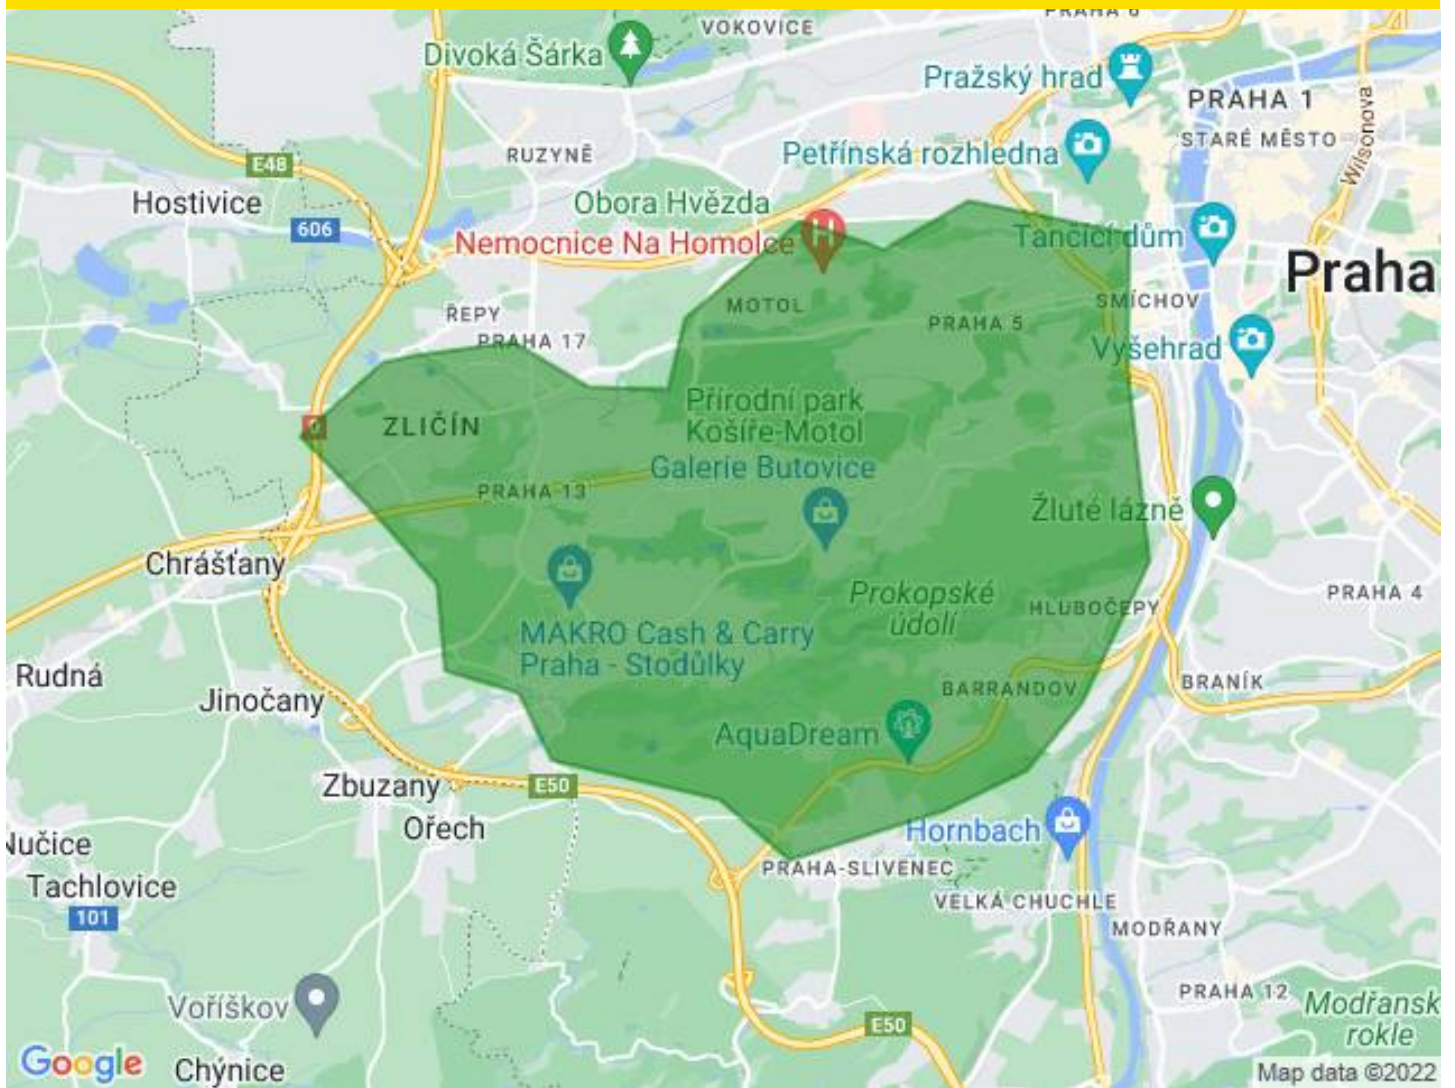 PRAHA 6
VOKOVICE
Divoká Šárka
Pražský hrad
PRAHA 1
STARÉ MĚSTO
Wilsonova
RUZYNĚ
Petřínská rozhledna
E48
Hostivice
606
Obora Hvězda
Nemocnice Na Homolce
H
Tančící dům
Praha
MOTOL
SMÍCHOV
ŘEPY
PRAHA 5
PRAHA 17
Vyšehrad
Přírodní park
Košíře-Motol
ZLIČÍN
Galerie Butovice
PRAHA 13
Žluté lázně
Chrášťany
Prokopské
údolí
HLUBOČEPY
PRAHA 4
MAKRO Cash & Carry
Praha - Stodůlky
Rudná
Jinočany
BARRANDOV
BRANÍK
AquaDream
Zbuzany
E50
Ořech
Hornbach
Nučice
PRAHA-SLIVENEC
Tachlovice
101
VELKÁ CHUCHLE
MODŘANY
PRAHA 12
Voříškov
Modřansk
rokle
E50
Google
Chýnice
Map data ©2022